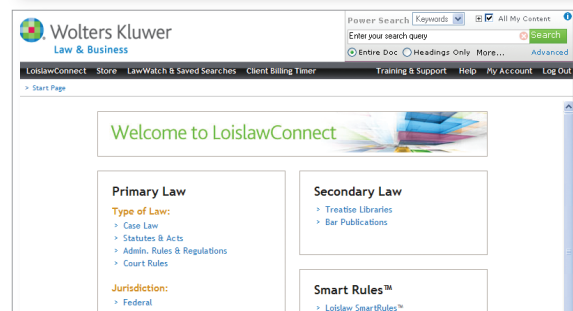 Wolters Kluwer
Law & Business
Power Search Keywords All My Content
Enter your search query Search
Entire Doc Headings Only More... Advanced
LoislawConnect Store LawWatch & Saved Searches Client Billing Timer Training & Support Help My Account Log Out
> Start Page
Welcome to LoislawConnect
Primary Law
Type of Law:
> Case Law
> Statutes & Acts
> Admin. Rules & Regulations
> Court Rules
Jurisdiction:
> Federal
Secondary Law
> Treatise Libraries
> Bar Publications
Smart Rules™
> Loislaw SmartRules™